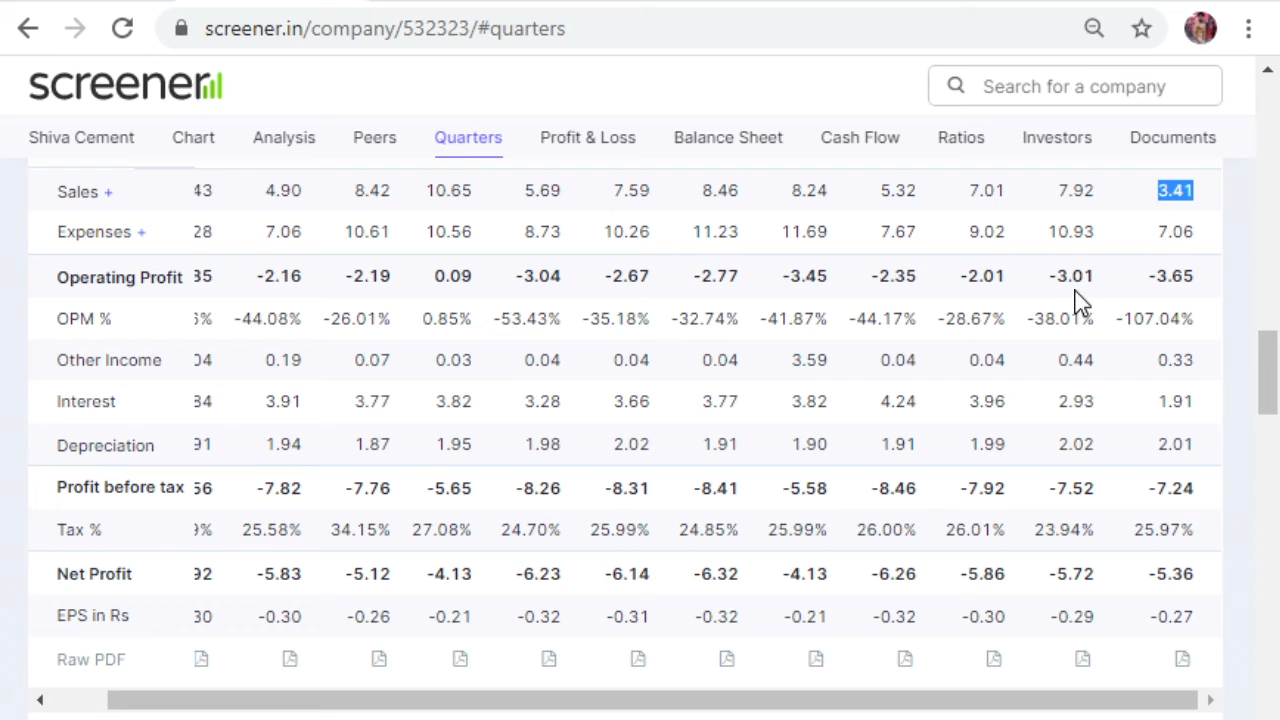 screener.in/company/532323/#quarters
screener
Search for a company
Shiva Cement Chart Analysis Peers Quarters Profit & Loss Balance Sheet Cash Flow Ratios Investors Documents
Sales + 43 4.90 8.42 10.65 5.69 7.59 8.46 8.24 5.32 7.01 7.92 3.41
Expenses + 28 7.06 10.61 10.56 8.73 10.26 11.23 11.69 7.67 9.02 10.93 7.06
Operating Profit 35 -2.16 -2.19 0.09 -3.04 -2.67 -2.77 -3.45 -2.35 -2.01 -3.01 -3.65
OPM % 6% -44.08% -26.01% 0.85% -53.43% -35.18% -32.74% -41.87% -44.17% -28.67% -38.01% -107.04%
Other Income 04 0.19 0.07 0.03 0.04 0.04 0.04 3.59 0.04 0.04 0.44 0.33
Interest 84 3.91 3.77 3.82 3.28 3.66 3.77 3.82 4.24 3.96 2.93 1.91
Depreciation 91 1.94 1.87 1.95 1.98 2.02 1.91 1.90 1.91 1.99 2.02 2.01
Profit before tax 56 -7.82 -7.76 -5.65 -8.26 -8.31 -8.41 -5.58 -8.46 -7.92 -7.52 -7.24
Tax % 9% 25.58% 34.15% 27.08% 24.70% 25.99% 24.85% 25.99% 26.00% 26.01% 23.94% 25.97%
Net Profit 92 -5.83 -5.12 -4.13 -6.23 -6.14 -6.32 -4.13 -6.26 -5.86 -5.72 -5.36
EPS in Rs 30 -0.30 -0.26 -0.21 -0.32 -0.31 -0.32 -0.21 -0.32 -0.30 -0.29 -0.27
Raw PDF